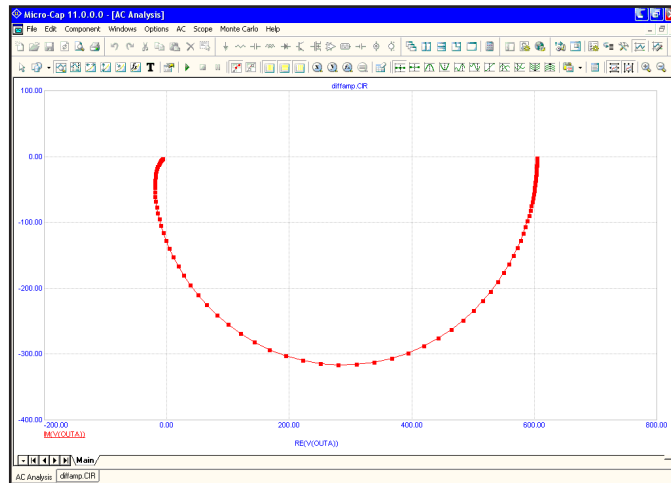 Micro-Cap 11.0.0.0 - [AC Analysis]
File Edit Component Windows Options AC Scope Monte Carlo Help
T
diffamp.CIR
100.00
0.00
-100.00
-200.00
-300.00
-400.00
-200.00 0.00 200.00 400.00 600.00 800.00
IM(V(OUTA))
RE(V(OUTA))
Main
AC Analysis diffamp.CIR